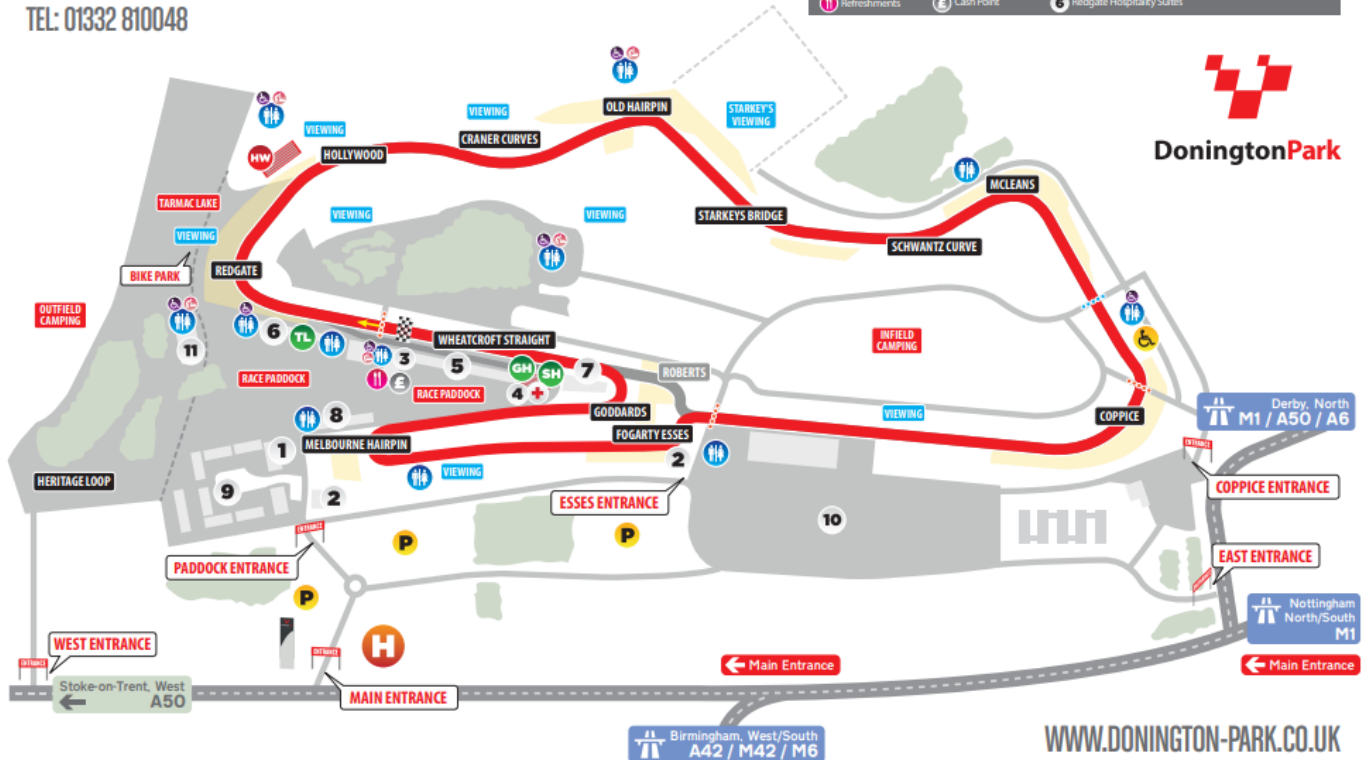 TEL: 01332 810048
Refreshments
£ Cash Point
6 Redgate Hospitality Suites
DoningtonPark
OLD HAIRPIN
VIEWING
STARKEY'S
VIEWING
CRANER CURVES
VIEWING
HOLLYWOOD
HW
MCLEANS
TARMAC LAKE
VIEWING
VIEWING
STARKEYS BRIDGE
VIEWING
SCHWANTZ CURVE
BIKE PARK
REDGATE
OUTFIELD
CAMPING
6
TL
WHEATCROFT STRAIGHT
INFIELD
CAMPING
11
3
5
GH
SH
7
ROBERTS
RACE PADDOCK
£
RACE PADDOCK
4
GODDARDS
VIEWING
COPPICE
Derby, North
M1 / A50 / A6
8
MELBOURNE HAIRPIN
FOGARTY ESSES
1
2
VIEWING
ENTRANCE
HERITAGE LOOP
9
2
ESSES ENTRANCE
COPPICE ENTRANCE
10
ENTRANCE
P
P
PADDOCK ENTRANCE
EAST ENTRANCE
P
Nottingham
North/South
M1
WEST ENTRANCE
ENTRANCE
H
ENTRANCE
Main Entrance
Main Entrance
Stoke-on-Trent, West
A50
MAIN ENTRANCE
Birmingham, West/South
A42 / M42 / M6
WWW.DONINGTON-PARK.CO.UK